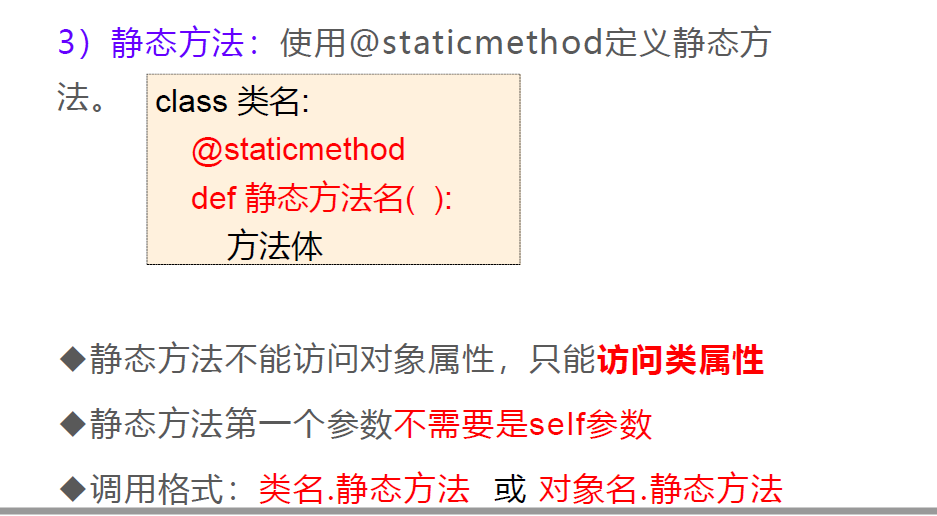 3）静态方法：使用@staticmethod定义静态方
法。
class 类名:
@staticmethod
def 静态方法名( ):
方法体
◆静态方法不能访问对象属性，只能访问类属性
◆静态方法第一个参数不需要是self参数
◆调用格式：类名.静态方法 或 对象名.静态方法